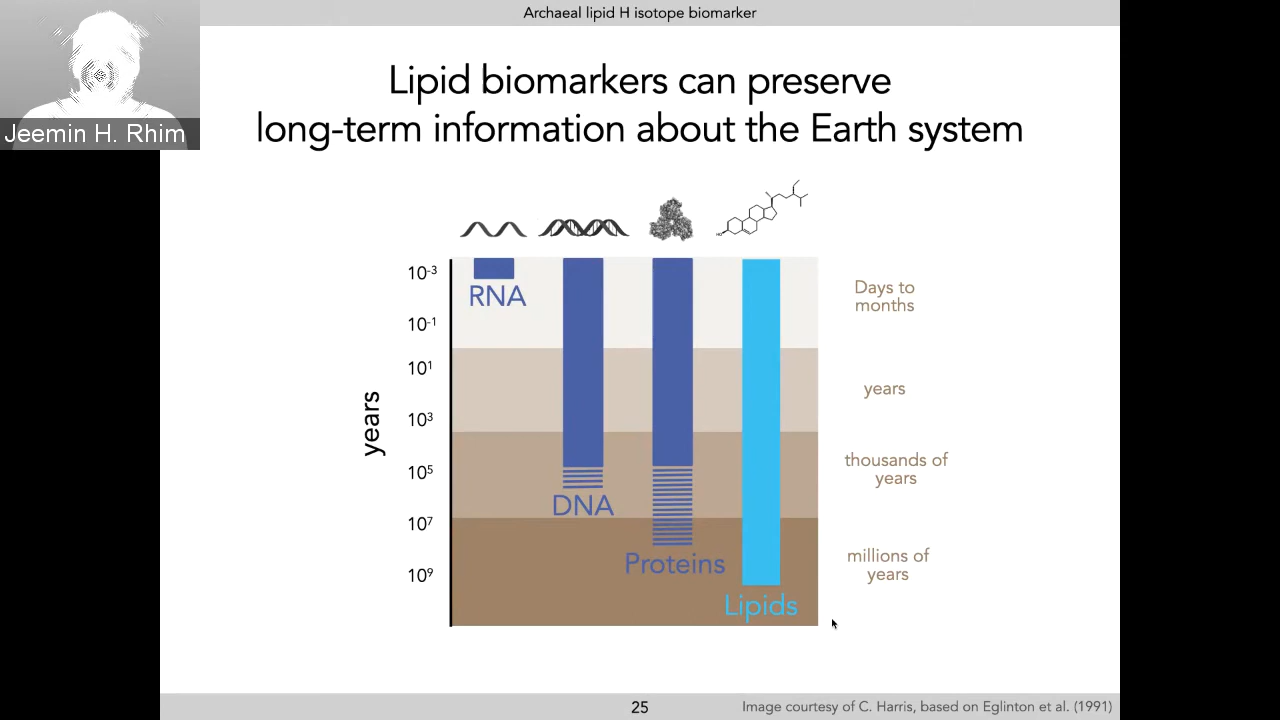 Archaeal lipid H isotope biomarker
Jeemin H. Rhim
Lipid biomarkers can preserve
long-term information about the Earth system
HO
years
10-3
10-1
10¹
10³
10⁵
10⁷
10⁹
RNA
DNA
Proteins
Lipids
Days to
months
years
thousands of
years
millions of
years
25
Image courtesy of C. Harris, based on Eglinton et al. (1991)